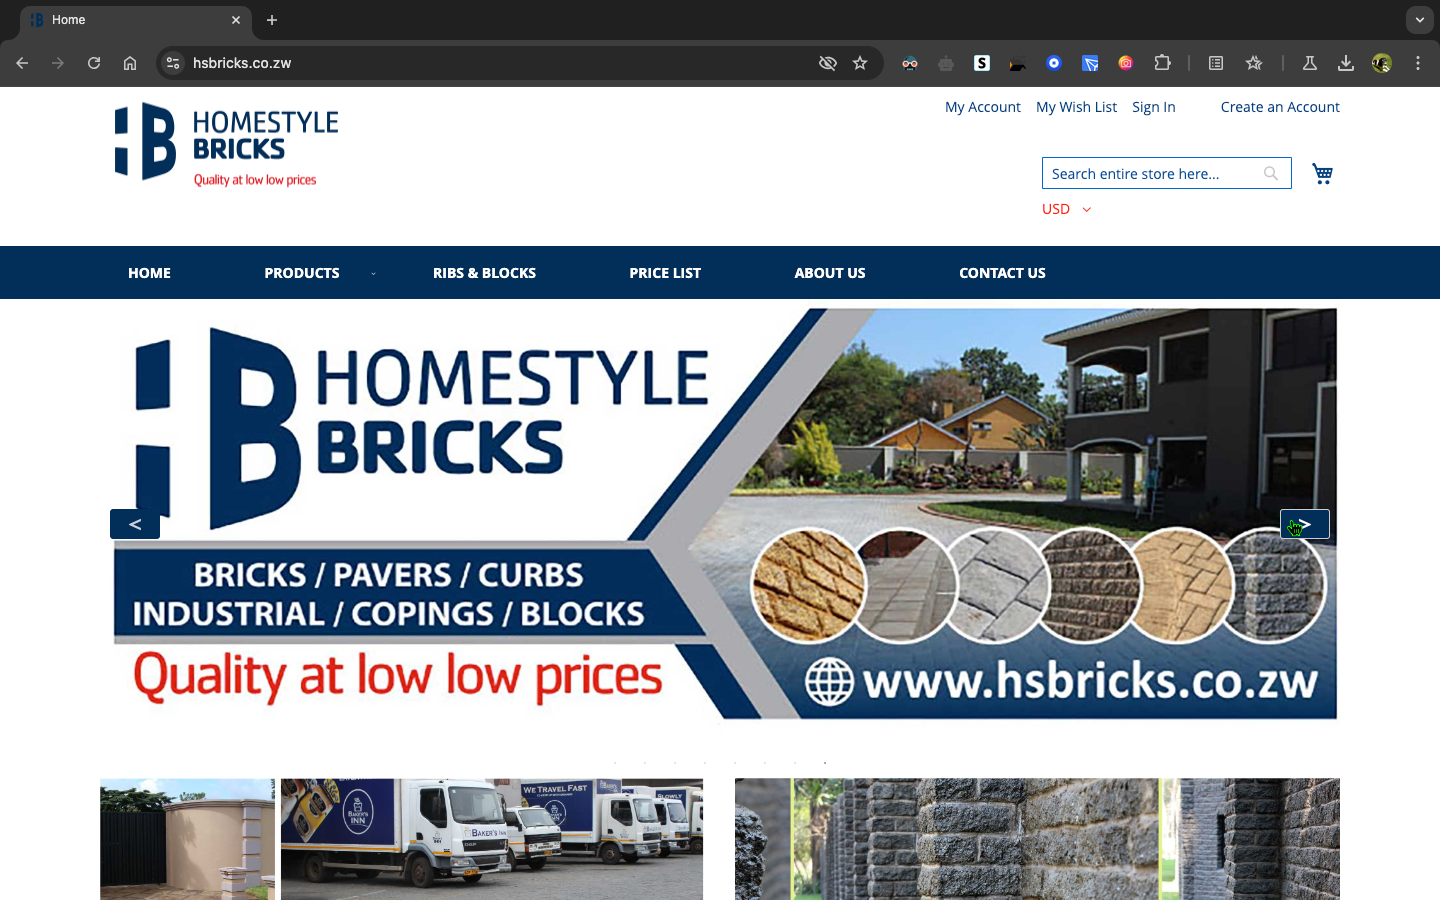 Home
hsbricks.co.zw
My Account
My Wish List
Sign In
Create an Account
HOMESTYLE
BRICKS
Quality at low low prices
Search entire store here...
USD
HOME
PRODUCTS
RIBS & BLOCKS
PRICE LIST
ABOUT US
CONTACT US
HOMESTYLE
BRICKS
<
>
BRICKS / PAVERS / CURBS
INDUSTRIAL / COPINGS / BLOCKS
Quality at low low prices
www.hsbricks.co.zw
BAKER'S
INN
WE TRAVEL FAST
SLOWLY
BAKER'S INN